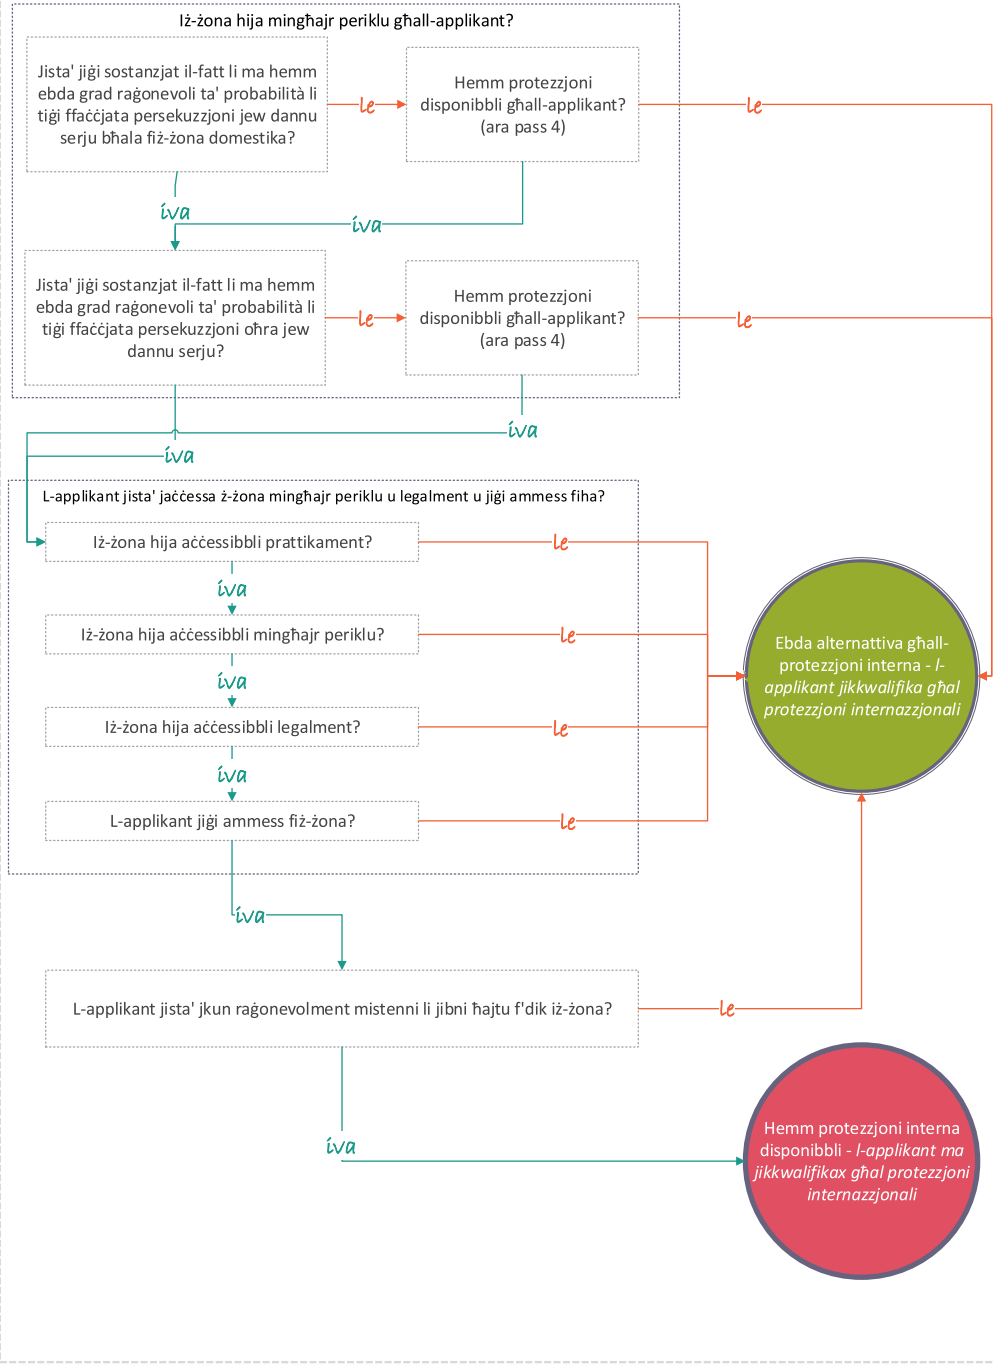 Iż-żona hija mingħajr periklu għall-applikant?
Jista' jiġi sostanzjat il-fatt li ma hemm
ebda grad raġonevoli ta' probabilità li
tiġi ffaċċjata persekuzzjoni jew dannu
serju bħala fiż-żona domestika?
le
Hemm protezzjoni
disponibbli għall-applikant?
(ara pass 4)
le
iva
iva
Jista' jiġi sostanzjat il-fatt li ma hemm
ebda grad raġonevoli ta' probabilità li
tiġi ffaċċjata persekuzzjoni oħra jew
dannu serju?
le
Hemm protezzjoni
disponibbli għall-applikant?
(ara pass 4)
le
iva
iva
L-applikant jista' jaċċessa ż-żona mingħajr periklu u legalment u jiġi ammess fiha?
Iż-żona hija aċċessibbli prattikament?
le
iva
Iż-żona hija aċċessibbli mingħajr periklu?
le
iva
Iż-żona hija aċċessibbli legalment?
le
iva
L-applikant jiġi ammess fiż-żona?
le
Ebda alternattiva għall-
protezzjoni interna - l-
applikant jikkwalifika għal
protezzjoni internazzjonali
iva
L-applikant jista' jkun raġonevolment mistenni li jibni ħajtu f'dik iż-żona?
le
iva
Hemm protezzjoni interna
disponibbli - l-applikant ma
jikkwalifikax għal protezzjoni
internazzjonali